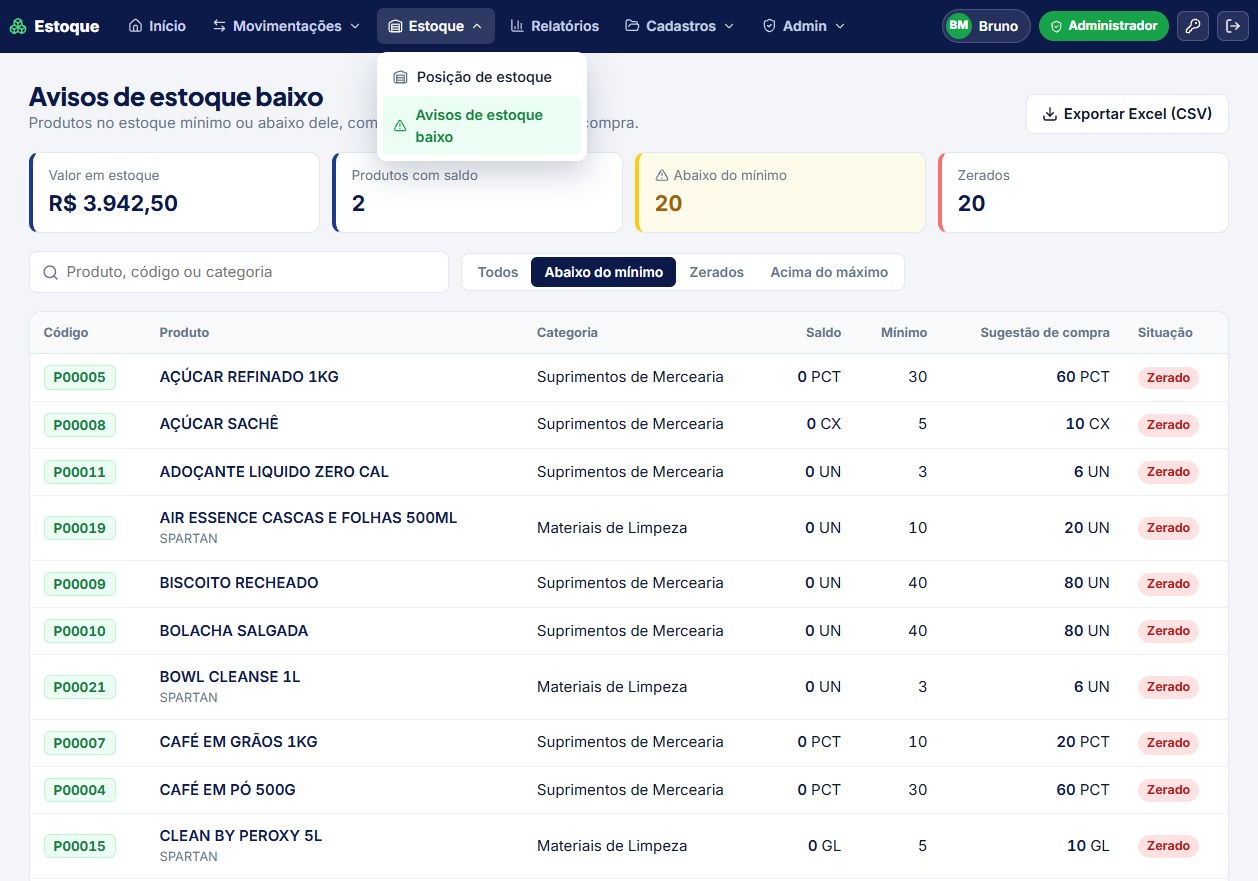 Estoque
Início
Movimentações
Estoque
Relatórios
Cadastros
Admin
BM
Bruno
Administrador
Posição de estoque
Avisos de estoque
baixo
Avisos de estoque baixo
Produtos no estoque mínimo ou abaixo dele, com compra.
Exportar Excel (CSV)
Valor em estoque
R$ 3.942,50
Produtos com saldo
2
Abaixo do mínimo
20
Zerados
20
Produto, código ou categoria
Todos
Abaixo do mínimo
Zerados
Acima do máximo
Código Produto Categoria Saldo Mínimo Sugestão de compra Situação
P00005 AÇÚCAR REFINADO 1KG Suprimentos de Mercearia 0 PCT 30 60 PCT Zerado
P00008 AÇÚCAR SACHÊ Suprimentos de Mercearia 0 CX 5 10 CX Zerado
P00011 ADOÇANTE LIQUIDO ZERO CAL Suprimentos de Mercearia 0 UN 3 6 UN Zerado
P00019 AIR ESSENCE CASCAS E FOLHAS 500ML Materiais de Limpeza 0 UN 10 20 UN Zerado
SPARTAN
P00009 BISCOITO RECHEADO Suprimentos de Mercearia 0 UN 40 80 UN Zerado
P00010 BOLACHA SALGADA Suprimentos de Mercearia 0 UN 40 80 UN Zerado
P00021 BOWL CLEANSE 1L Materiais de Limpeza 0 UN 3 6 UN Zerado
SPARTAN
P00007 CAFÉ EM GRÃOS 1KG Suprimentos de Mercearia 0 PCT 10 20 PCT Zerado
P00004 CAFÉ EM PÓ 500G Suprimentos de Mercearia 0 PCT 30 60 PCT Zerado
P00015 CLEAN BY PEROXY 5L Materiais de Limpeza 0 GL 5 10 GL Zerado
SPARTAN